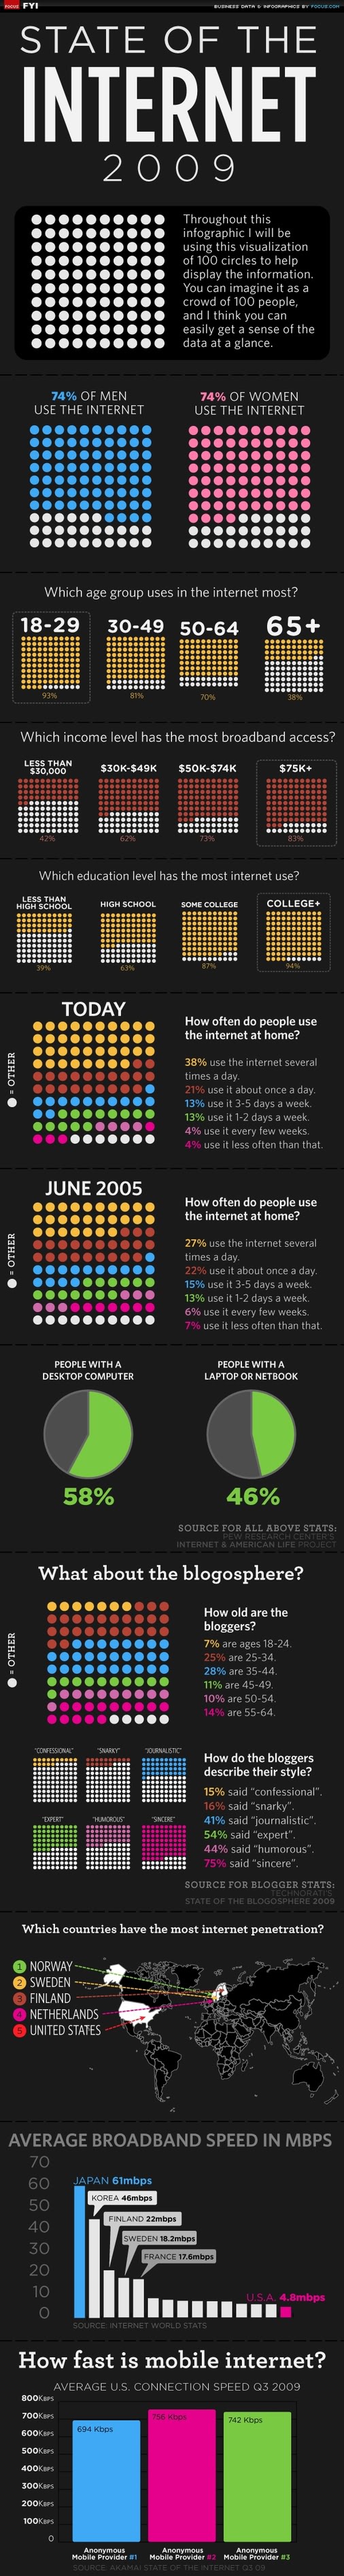 FOCUS FYI
BUSINESS DATA & INFOGRAPHICS BY FOCUS.COM
STATE OF THE
INTERNET
2009
Throughout this
infographic I will be
using this visualization
of 100 circles to help
display the information.
You can imagine it as a
crowd of 100 people,
and I think you can
easily get a sense of the
data at a glance.
74% OF MEN
USE THE INTERNET
74% OF WOMEN
USE THE INTERNET
Which age group uses in the internet most?
18-29
30-49
50-64
65+
93%
81%
70%
38%
Which income level has the most broadband access?
LESS THAN
$30,000
$30K-$49K
$50K-$74K
$75K+
42%
62%
73%
83%
Which education level has the most internet use?
LESS THAN
HIGH SCHOOL
HIGH SCHOOL
SOME COLLEGE
COLLEGE+
39%
63%
87%
94%
TODAY
= OTHER
How often do people use
the internet at home?
38% use the internet several
times a day.
21% use it about once a day.
13% use it 3-5 days a week.
13% use it 1-2 days a week.
4% use it every few weeks.
4% use it less often than that.
JUNE 2005
= OTHER
How often do people use
the internet at home?
27% use the internet several
times a day.
22% use it about once a day.
15% use it 3-5 days a week.
13% use it 1-2 days a week.
6% use it every few weeks.
7% use it less often than that.
PEOPLE WITH A
DESKTOP COMPUTER
58%
PEOPLE WITH A
LAPTOP OR NETBOOK
46%
SOURCE FOR ALL ABOVE STATS:
PEW RESEARCH CENTER'S
INTERNET & AMERICAN LIFE PROJECT
What about the blogosphere?
= OTHER
How old are the
bloggers?
7% are ages 18-24.
25% are 25-34.
28% are 35-44.
11% are 45-49.
10% are 50-54.
14% are 55-64.
"CONFESSIONAL"
"SNARKY"
"JOURNALISTIC"
"EXPERT"
"HUMOROUS"
"SINCERE"
How do the bloggers
describe their style?
15% said "confessional".
16% said "snarky".
41% said "journalistic".
54% said "expert".
44% said "humorous".
75% said "sincere".
SOURCE FOR BLOGGER STATS:
TECHNORATI'S
STATE OF THE BLOGOSPHERE 2009
Which countries have the most internet penetration?
1 NORWAY
2 SWEDEN
3 FINLAND
4 NETHERLANDS
5 UNITED STATES
AVERAGE BROADBAND SPEED IN MBPS
70
60
50
40
30
20
10
0
JAPAN 61mbps
KOREA 46mbps
FINLAND 22mbps
SWEDEN 18.2mbps
FRANCE 17.6mbps
U.S.A. 4.8mbps
SOURCE: INTERNET WORLD STATS
How fast is mobile internet?
AVERAGE U.S. CONNECTION SPEED Q3 2009
800KBPS
700KBPS
600KBPS
500KBPS
400KBPS
300KBPS
200KBPS
100KBPS
0
694 Kbps
756 Kbps
742 Kbps
Anonymous
Mobile Provider #1
Anonymous
Mobile Provider #2
Anonymous
Mobile Provider #3
SOURCE: AKAMAI STATE OF THE INTERNET Q3 09